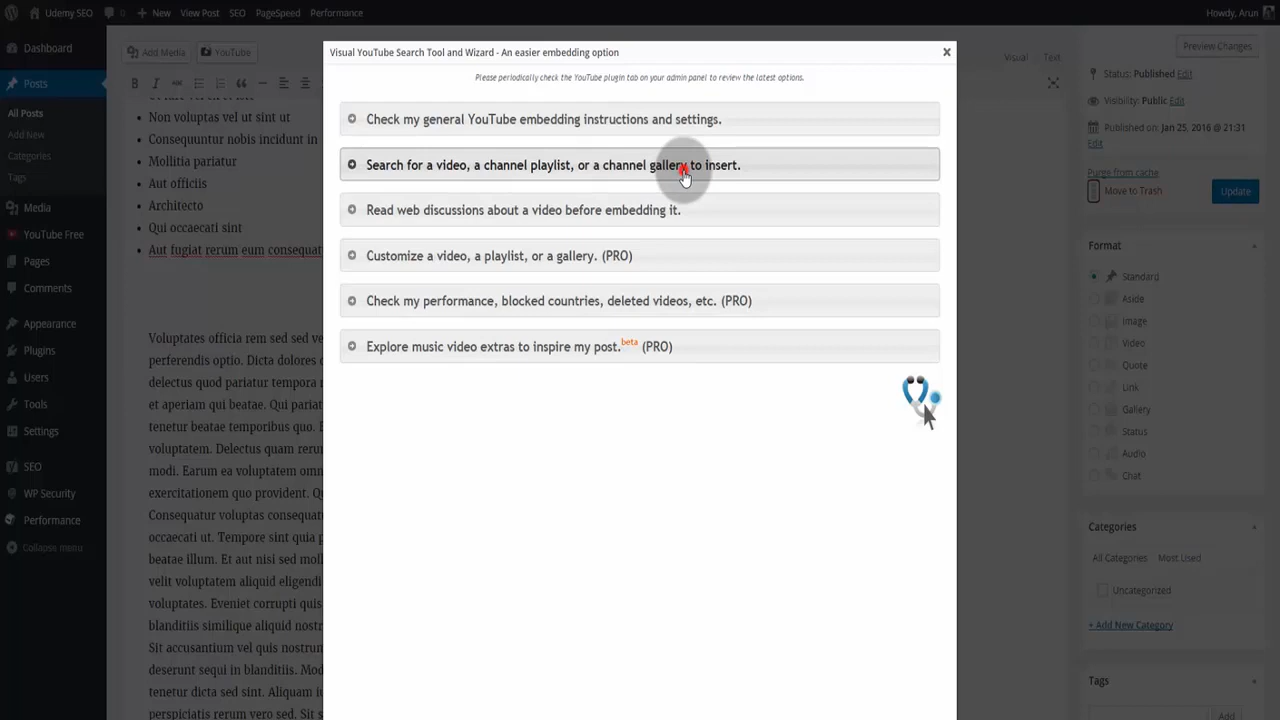 Udemy SEO
0
New
View Post
SEO
PageSpeed
Performance
Howdy, Arun
Dashboard
Posts
All Posts
Add New
Categories
Tags
Media
YouTube Free
Pages
Comments
Appearance
Plugins
Users
Tools
Settings
SEO
WP Security
Performance
Collapse menu
Add Media
YouTube
Visual
Text
B
I
ABC
Non voluptas vel ut sint ut
Consequuntur nobis incidunt in
Mollitia pariatur
Aut officiis
Architecto
Qui occaecati sint
Aut fugiat rerum eum consequat
Voluptates officia rem sed sed ve
perferendis optio. Dicta dolores c
delectus quod pariatur tempora r
et aperiam qui beatae. Qui pariat
tenetur beatae temporibus quo. E
voluptatem. Delectus quam rerum
modi. Earum ea voluptatem omn
exercitationem quo provident. Q
Consequatur voluptas consequat
occaecati ut. Tempore sint quia p
beatae illum. Et aut nisi sed modi
velit voluptatem aliquid eligendi
voluptates. Eveniet corrupti quis
blanditiis similique aliquid nostr
Sit accusantium vel quis nostrum
deserunt sequi in blanditiis. Mod
tenetur dicta sed sint. Aliquam i
perspiciatis rerum vero sed. Sint
Visual YouTube Search Tool and Wizard - An easier embedding option
Please periodically check the YouTube plugin tab on your admin panel to review the latest options.
Check my general YouTube embedding instructions and settings.
Search for a video, a channel playlist, or a channel gallery to insert.
Read web discussions about a video before embedding it.
Customize a video, a playlist, or a gallery. (PRO)
Check my performance, blocked countries, deleted videos, etc. (PRO)
Explore music video extras to inspire my post.beta (PRO)
Preview Changes
Status: Published Edit
Visibility: Public Edit
Published on: Jan 25, 2016 @ 21:31
Edit
Purge from cache
Move to Trash
Update
Format
Standard
Aside
Image
Video
Quote
Link
Gallery
Status
Audio
Chat
Categories
All Categories
Most Used
Uncategorized
+ Add New Category
Tags
Add